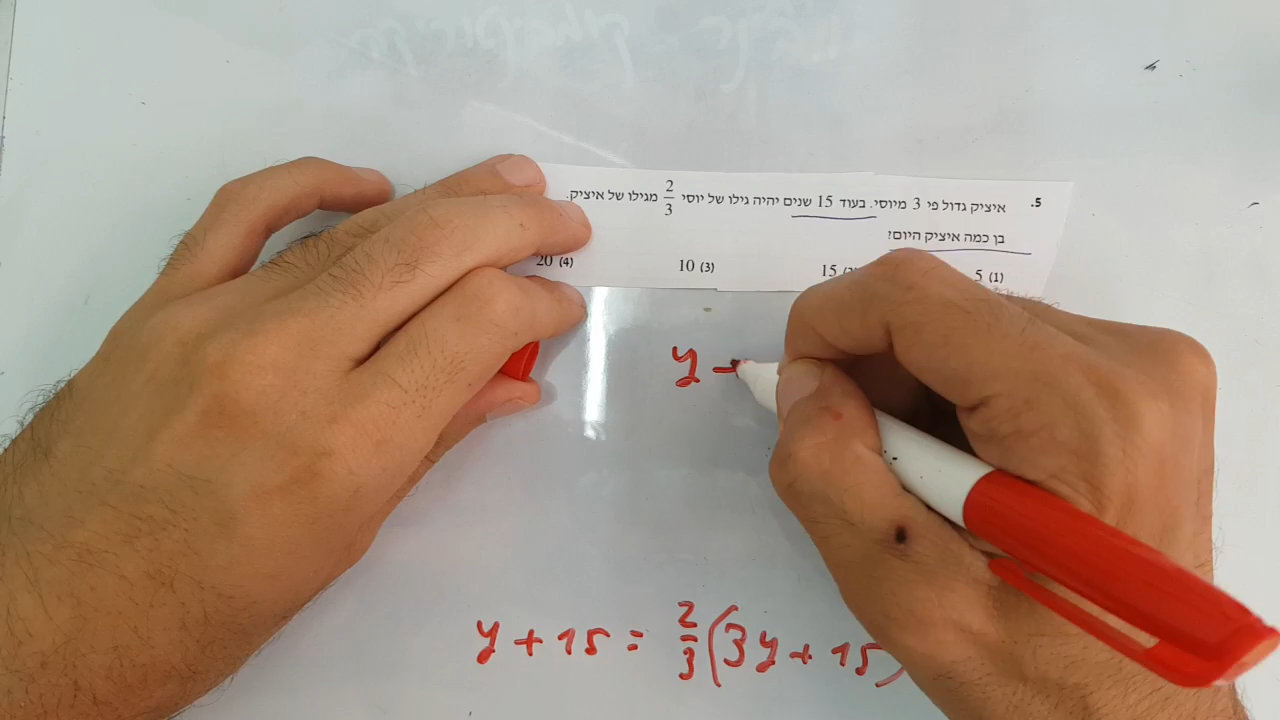 5. איציק גדול פי 3 מיוסי. בעוד 15 שנים יהיה גילו של יוסי 2/3 מגילו של איציק.
בן כמה איציק היום?
(1) 5 15 (3) 10 (4) 20
y -
y + 15 = 2/3 (3y + 15)